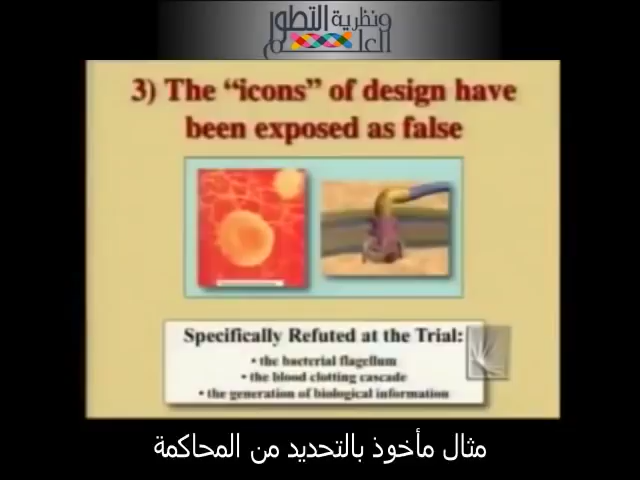 ونظرية التطور
العلم
3) The “icons” of design have
been exposed as false
Specifically Refuted at the Trial:
• the bacterial flagellum
• the blood clotting cascade
• the generation of biological information
مثال مأخوذ بالتحديد من المحاكمة